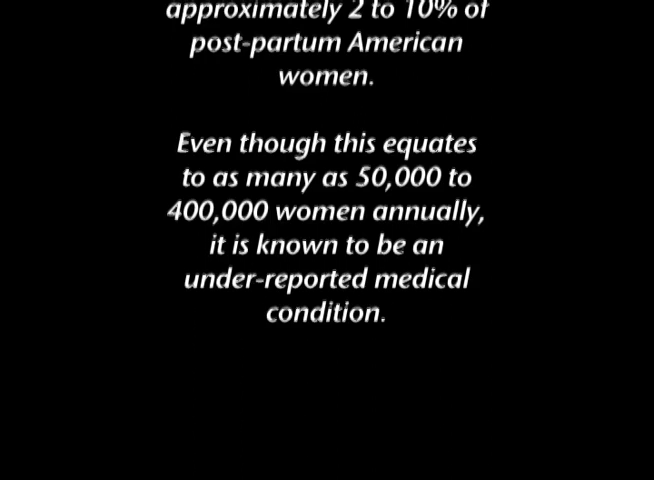 approximately 2 to 10% of
post-partum American
women.
Even though this equates
to as many as 50,000 to
400,000 women annually,
it is known to be an
under-reported medical
condition.